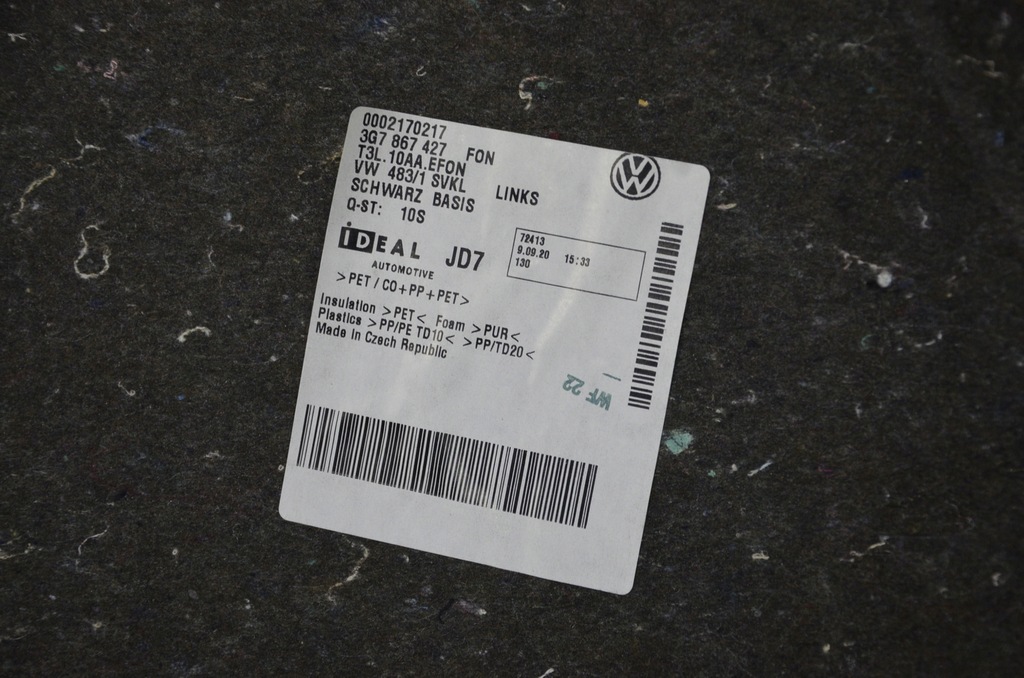 0002170217
3G7 867 427 FON
T3L.10AA.EFON
VW 483/1 SVKL LINKS
SCHWARZ BASIS
Q-ST: 10S
VW
iDEAL JD7
AUTOMOTIVE
72413
9.09.20 15:33
130
>PET/CO+PP+PET>
Insulation >PET< Foam >PUR<
Plastics >PP/PE TD10< >PP/TD20<
Made in Czech Republic
WF 22